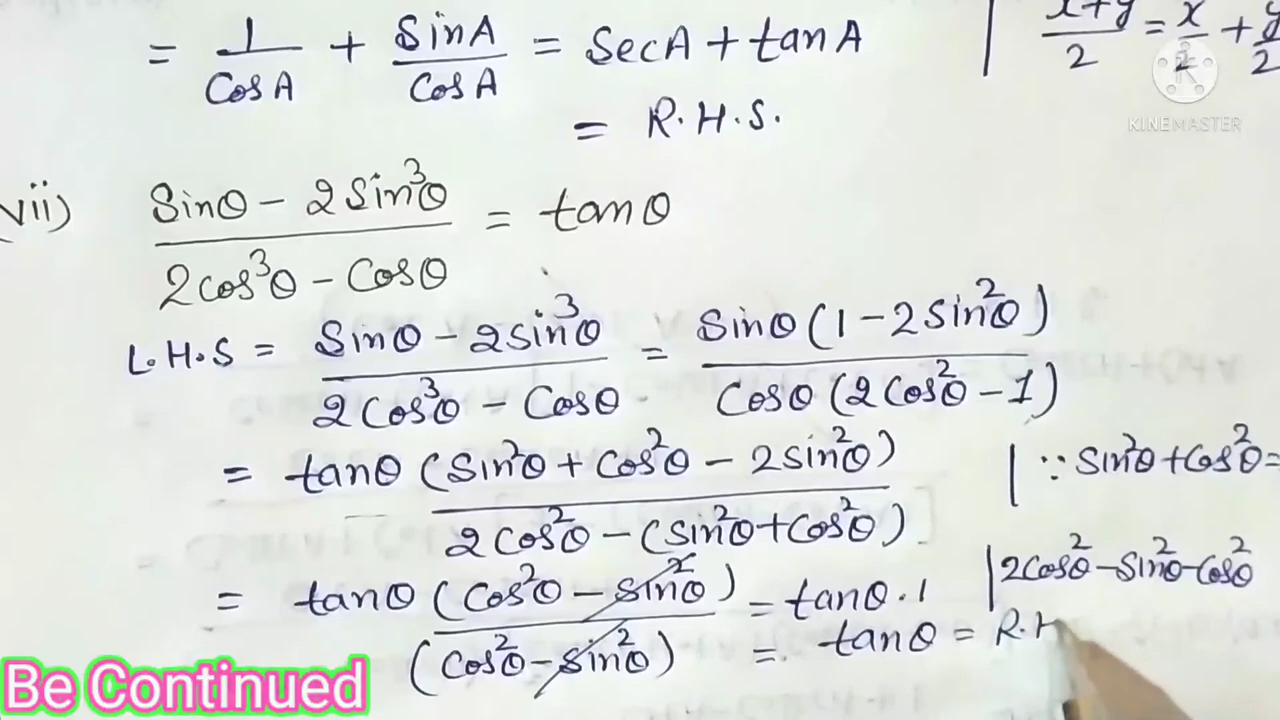 = 1/CosA + SinA/CosA = SecA + tanA | x+y/2 = x/2 + y/2
KINEMASTER
= R.H.S.
vii) Sinθ - 2Sin³θ / 2cos³θ - Cosθ = tanθ
L.H.S = Sinθ - 2sin³θ / 2Cos³θ - Cosθ = Sinθ(1 - 2Sin²θ) / Cosθ(2Cos²θ - 1)
= tanθ (Sin²θ + Cos²θ - 2sin²θ) / 2Cos²θ - (Sin²θ + Cos²θ) | ∵ Sin²θ + Cos²θ =
= tanθ (Cos²θ - Sin²θ) / (Cos²θ - Sin²θ) = tanθ . 1 | 2Cos²θ - Sin²θ - Cos²θ
= tanθ = R.H
Be Continued